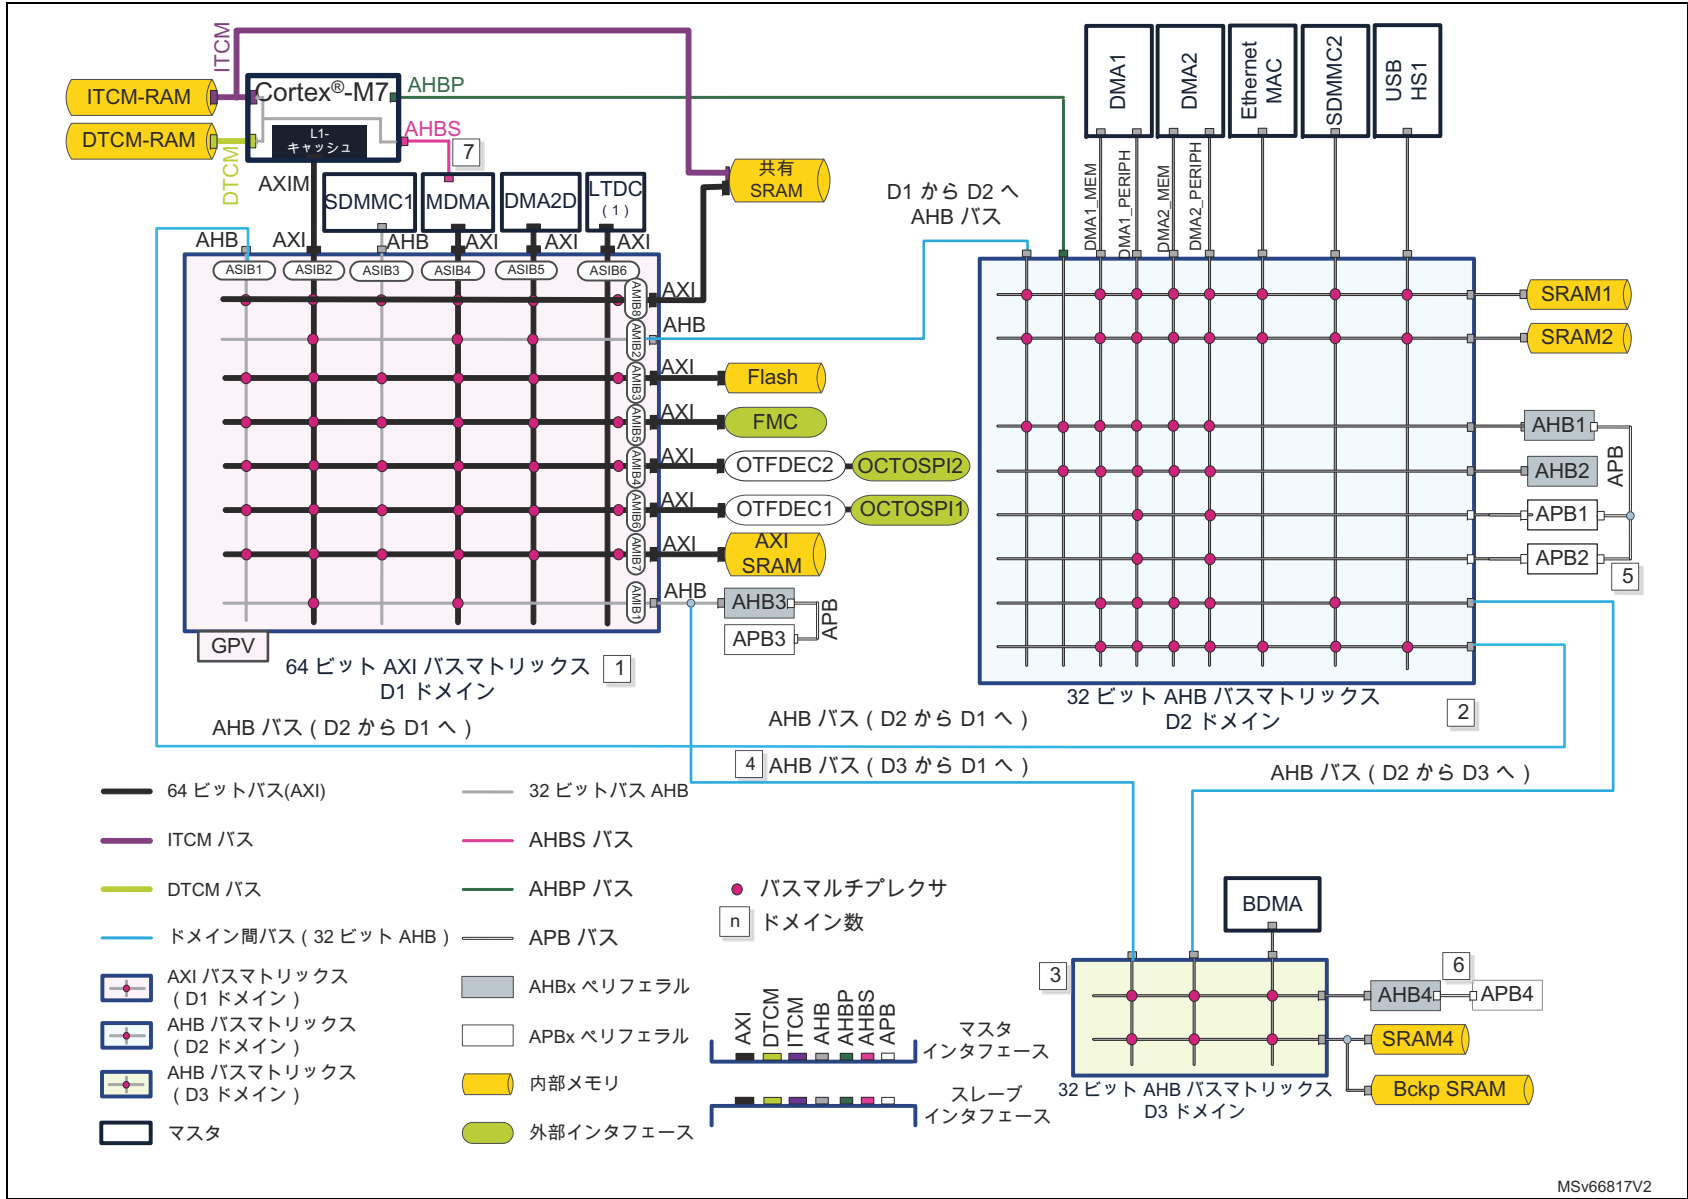 ITCM
ITCM-RAM
DTCM-RAM
DTCM
Cortex®-M7
L1-
キャッシュ
AHBP
AHBS
7
AXIM
SDMMC1
MDMA
DMA2D
LTDC
(1)
共有
SRAM
AHB
AXI
AHB
AXI
AXI
AXI
ASIB1
ASIB2
ASIB3
ASIB4
ASIB5
ASIB6
AMIB8
AXI
AMIB2
AHB
AMIB3
AXI
Flash
AMIB5
AXI
FMC
AMIB4
AXI
OTFDEC2
OCTOSPI2
AMIB6
AXI
OTFDEC1
OCTOSPI1
AMIB7
AXI
AXI
SRAM
AMIB1
AHB
AHB3
APB3
APB
GPV
64 ビット AXI バスマトリックス
D1 ドメイン
1
D1 から D2 へ
AHB バス
DMA1
DMA2
Ethernet
MAC
SDMMC2
USB
HS1
DMA1_MEM
DMA1_PERIPH
DMA2_MEM
DMA2_PERIPH
SRAM1
SRAM2
AHB1
AHB2
APB1
APB2
APB
5
32 ビット AHB バスマトリックス
D2 ドメイン
2
AHB バス ( D2 から D1 へ )
AHB バス ( D2 から D1 へ )
4
AHB バス ( D3 から D1 へ )
AHB バス ( D2 から D3 へ )
64 ビットバス(AXI)
ITCM バス
DTCM バス
ドメイン間バス ( 32 ビット AHB )
AXI バスマトリックス
( D1 ドメイン )
AHB バスマトリックス
( D2 ドメイン )
AHB バスマトリックス
( D3 ドメイン )
マスタ
32 ビットバス AHB
AHBS バス
AHBP バス
APB バス
AHBx ペリフェラル
APBx ペリフェラル
内部メモリ
外部インタフェース
バスマルチプレクサ
n
ドメイン数
AXI
DTCM
ITCM
AHB
AHBP
AHBS
APB
マスタ
インタフェース
スレーブ
インタフェース
BDMA
3
6
AHB4
APB4
SRAM4
Bckp SRAM
32 ビット AHB バスマトリックス
D3 ドメイン
MSv66817V2